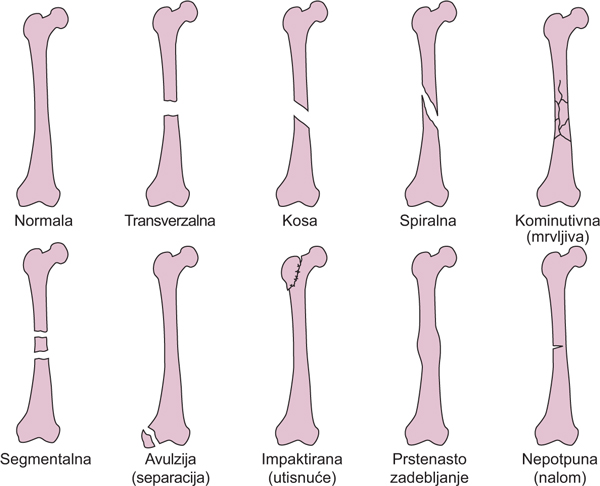 Normala
Transverzalna
Kosa
Spiralna
Kominutivna
(mrvljiva)
Segmentalna
Avulzija
(separacija)
Impaktirana
(utisnuće)
Prstenasto
zadebljanje
Nepotpuna
(nalom)